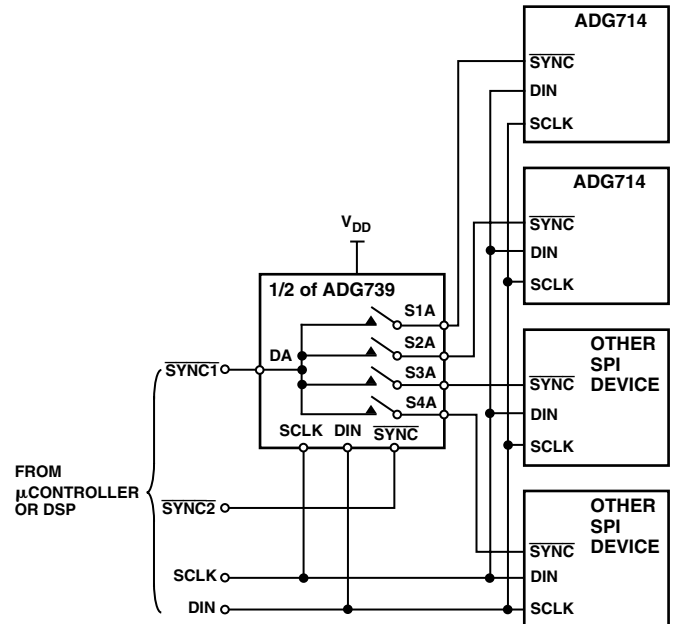 ADG714
SYNC
DIN
SCLK
ADG714
SYNC
DIN
SCLK
VDD
1/2 of ADG739
S1A
S2A
S3A
S4A
DA
SCLK DIN SYNC
SYNC1
OTHER
SPI
DEVICE
SYNC
DIN
SCLK
FROM
μCONTROLLER
OR DSP
SYNC2
SCLK
DIN
OTHER
SPI
DEVICE
SYNC
DIN
SCLK